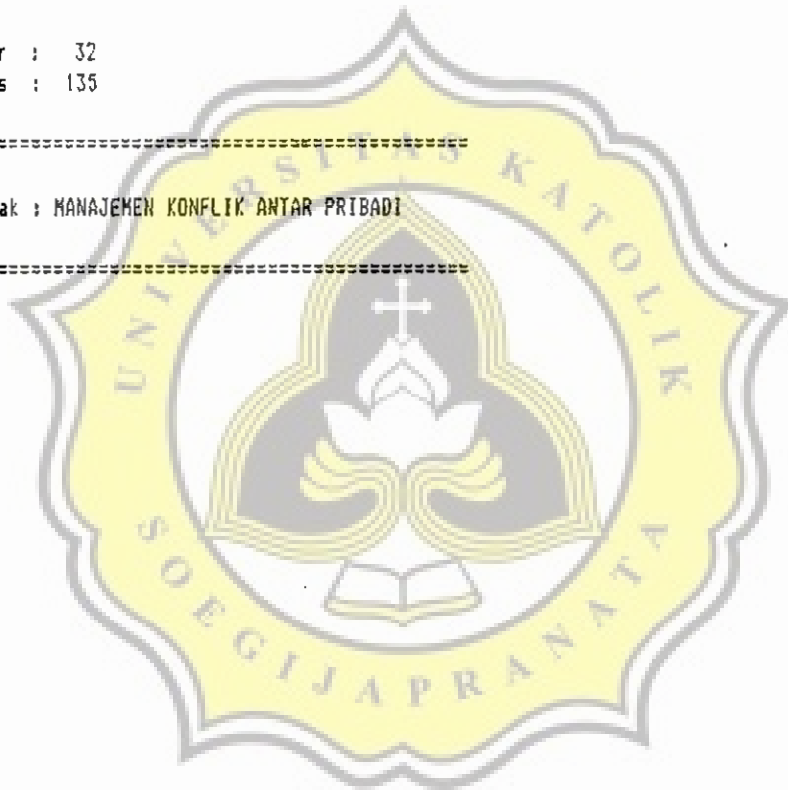 r : 32
s : 135
==================================================
ak : MANAJEMEN KONFLIK ANTAR PRIBADI
==================================================
UNIVERSITAS KATOLIK
SOEGIJAPRANATA